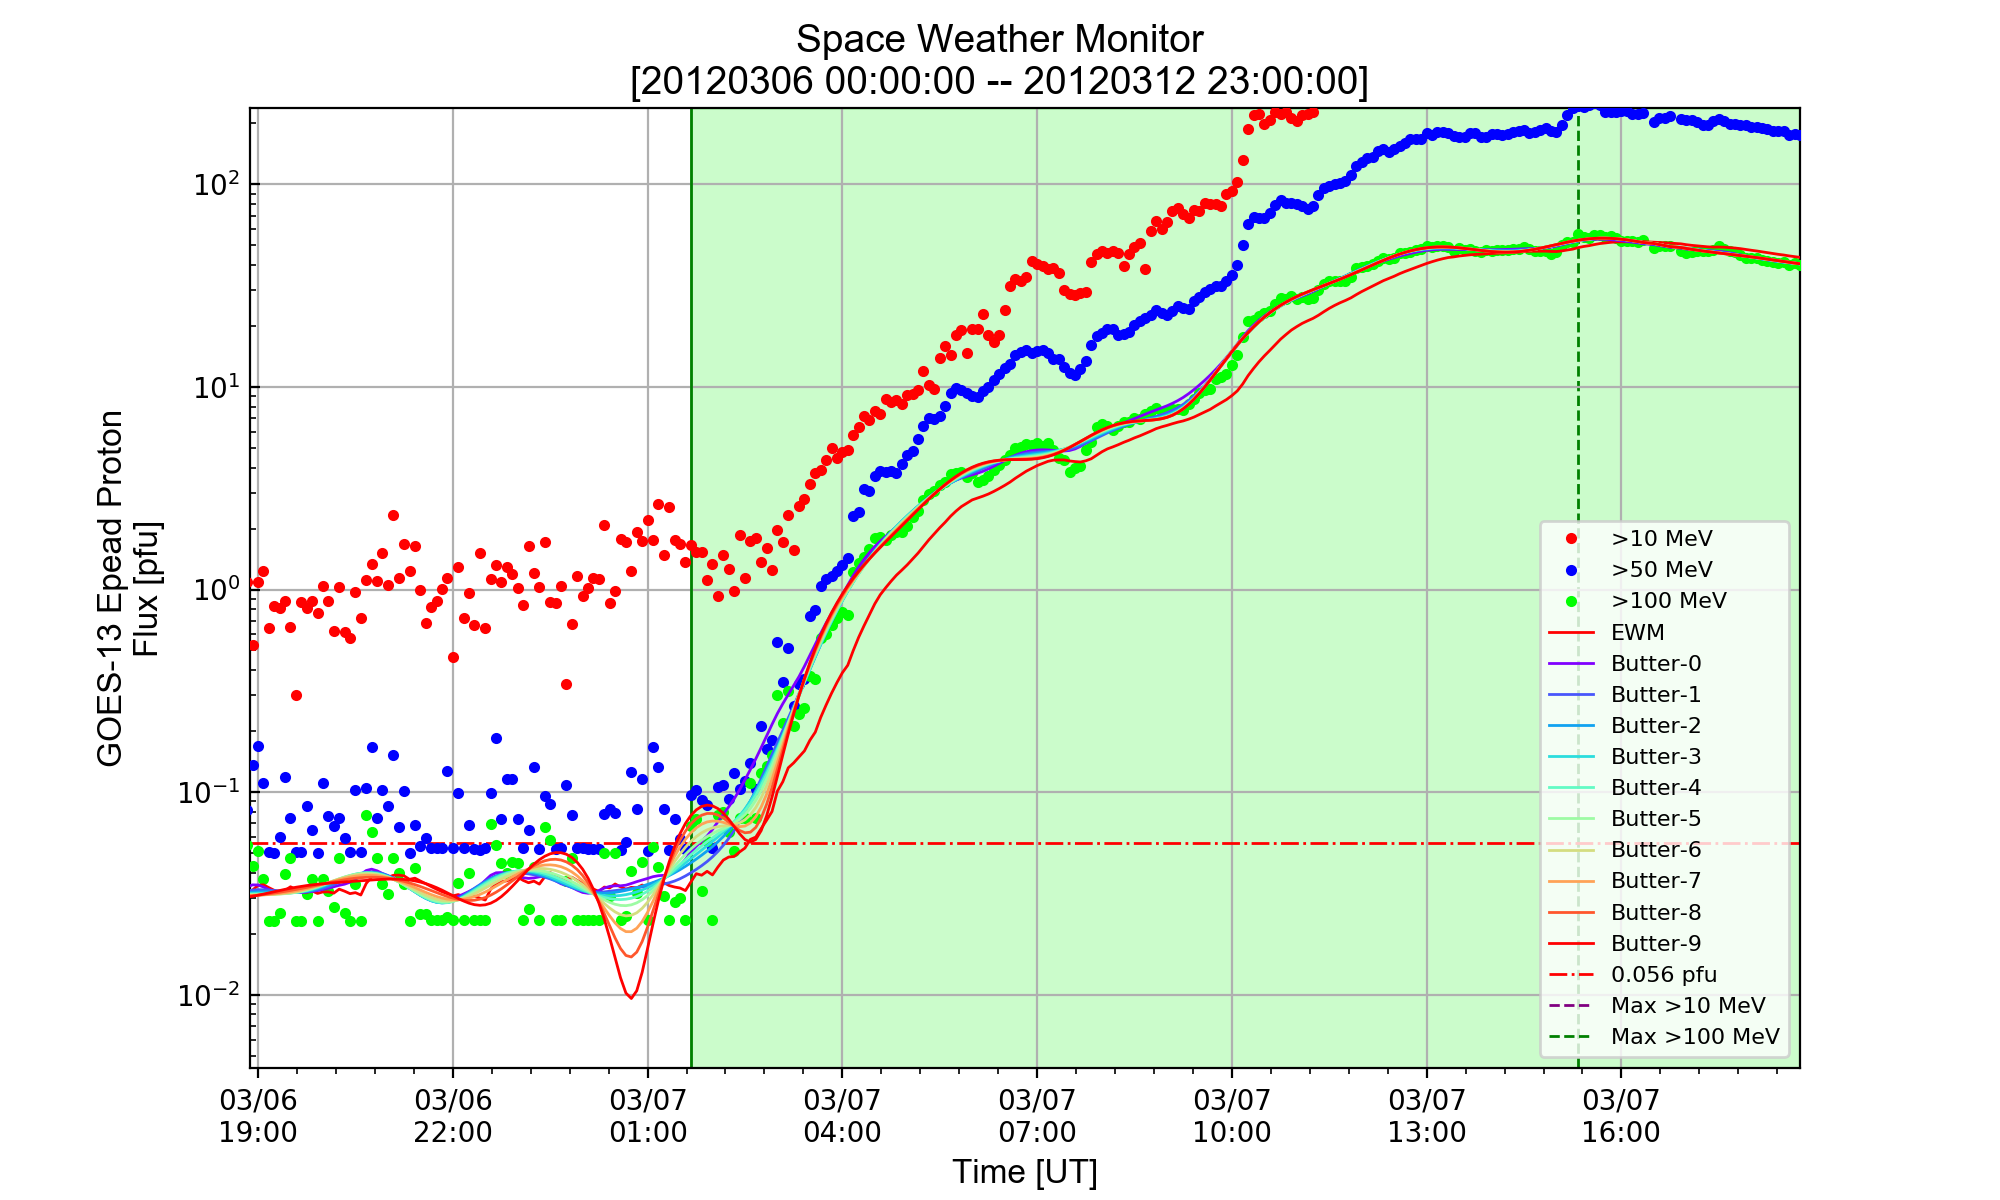 Space Weather Monitor
[20120306 00:00:00 -- 20120312 23:00:00]
GOES-13 Epead Proton
Flux [pfu]
10²
10¹
10⁰
10⁻¹
10⁻²
>10 MeV
>50 MeV
>100 MeV
EWM
Butter-0
Butter-1
Butter-2
Butter-3
Butter-4
Butter-5
Butter-6
Butter-7
Butter-8
Butter-9
0.056 pfu
Max >10 MeV
Max >100 MeV
03/06 03/06 03/07 03/07 03/07 03/07 03/07 03/07
19:00 22:00 01:00 04:00 07:00 10:00 13:00 16:00
Time [UT]